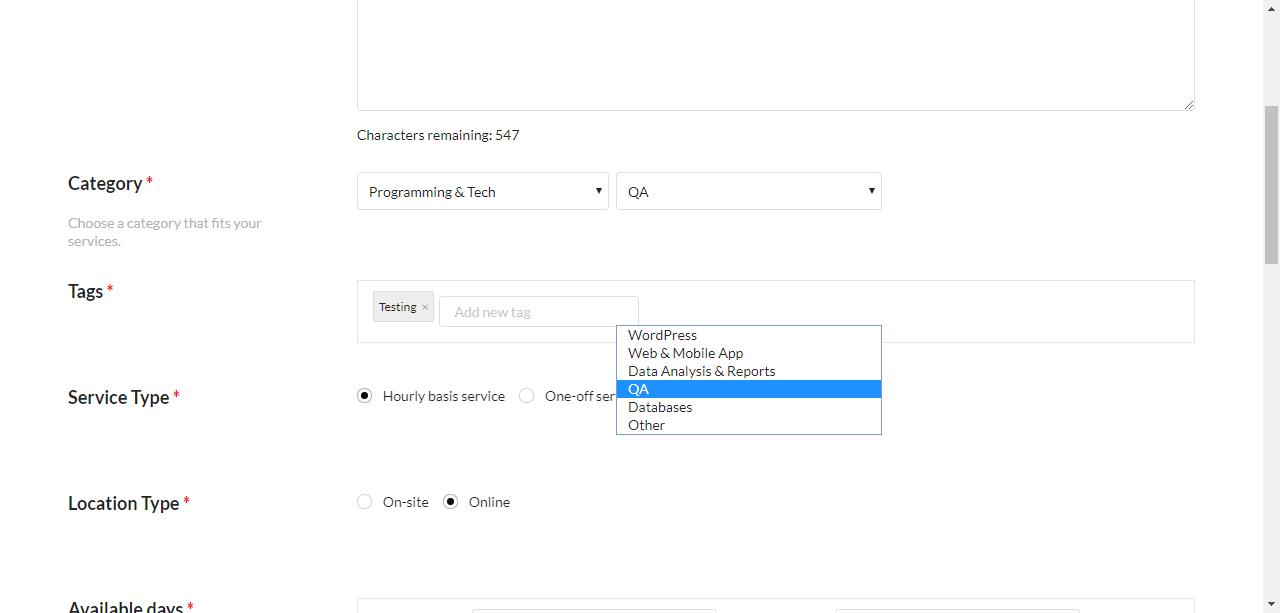 Characters remaining: 547
Category *
Programming & Tech
QA
Choose a category that fits your
services.
Tags *
Testing ×
Add new tag
WordPress
Web & Mobile App
Data Analysis & Reports
QA
Databases
Other
Service Type *
Hourly basis service
One-off ser
Location Type *
On-site
Online
Available days *